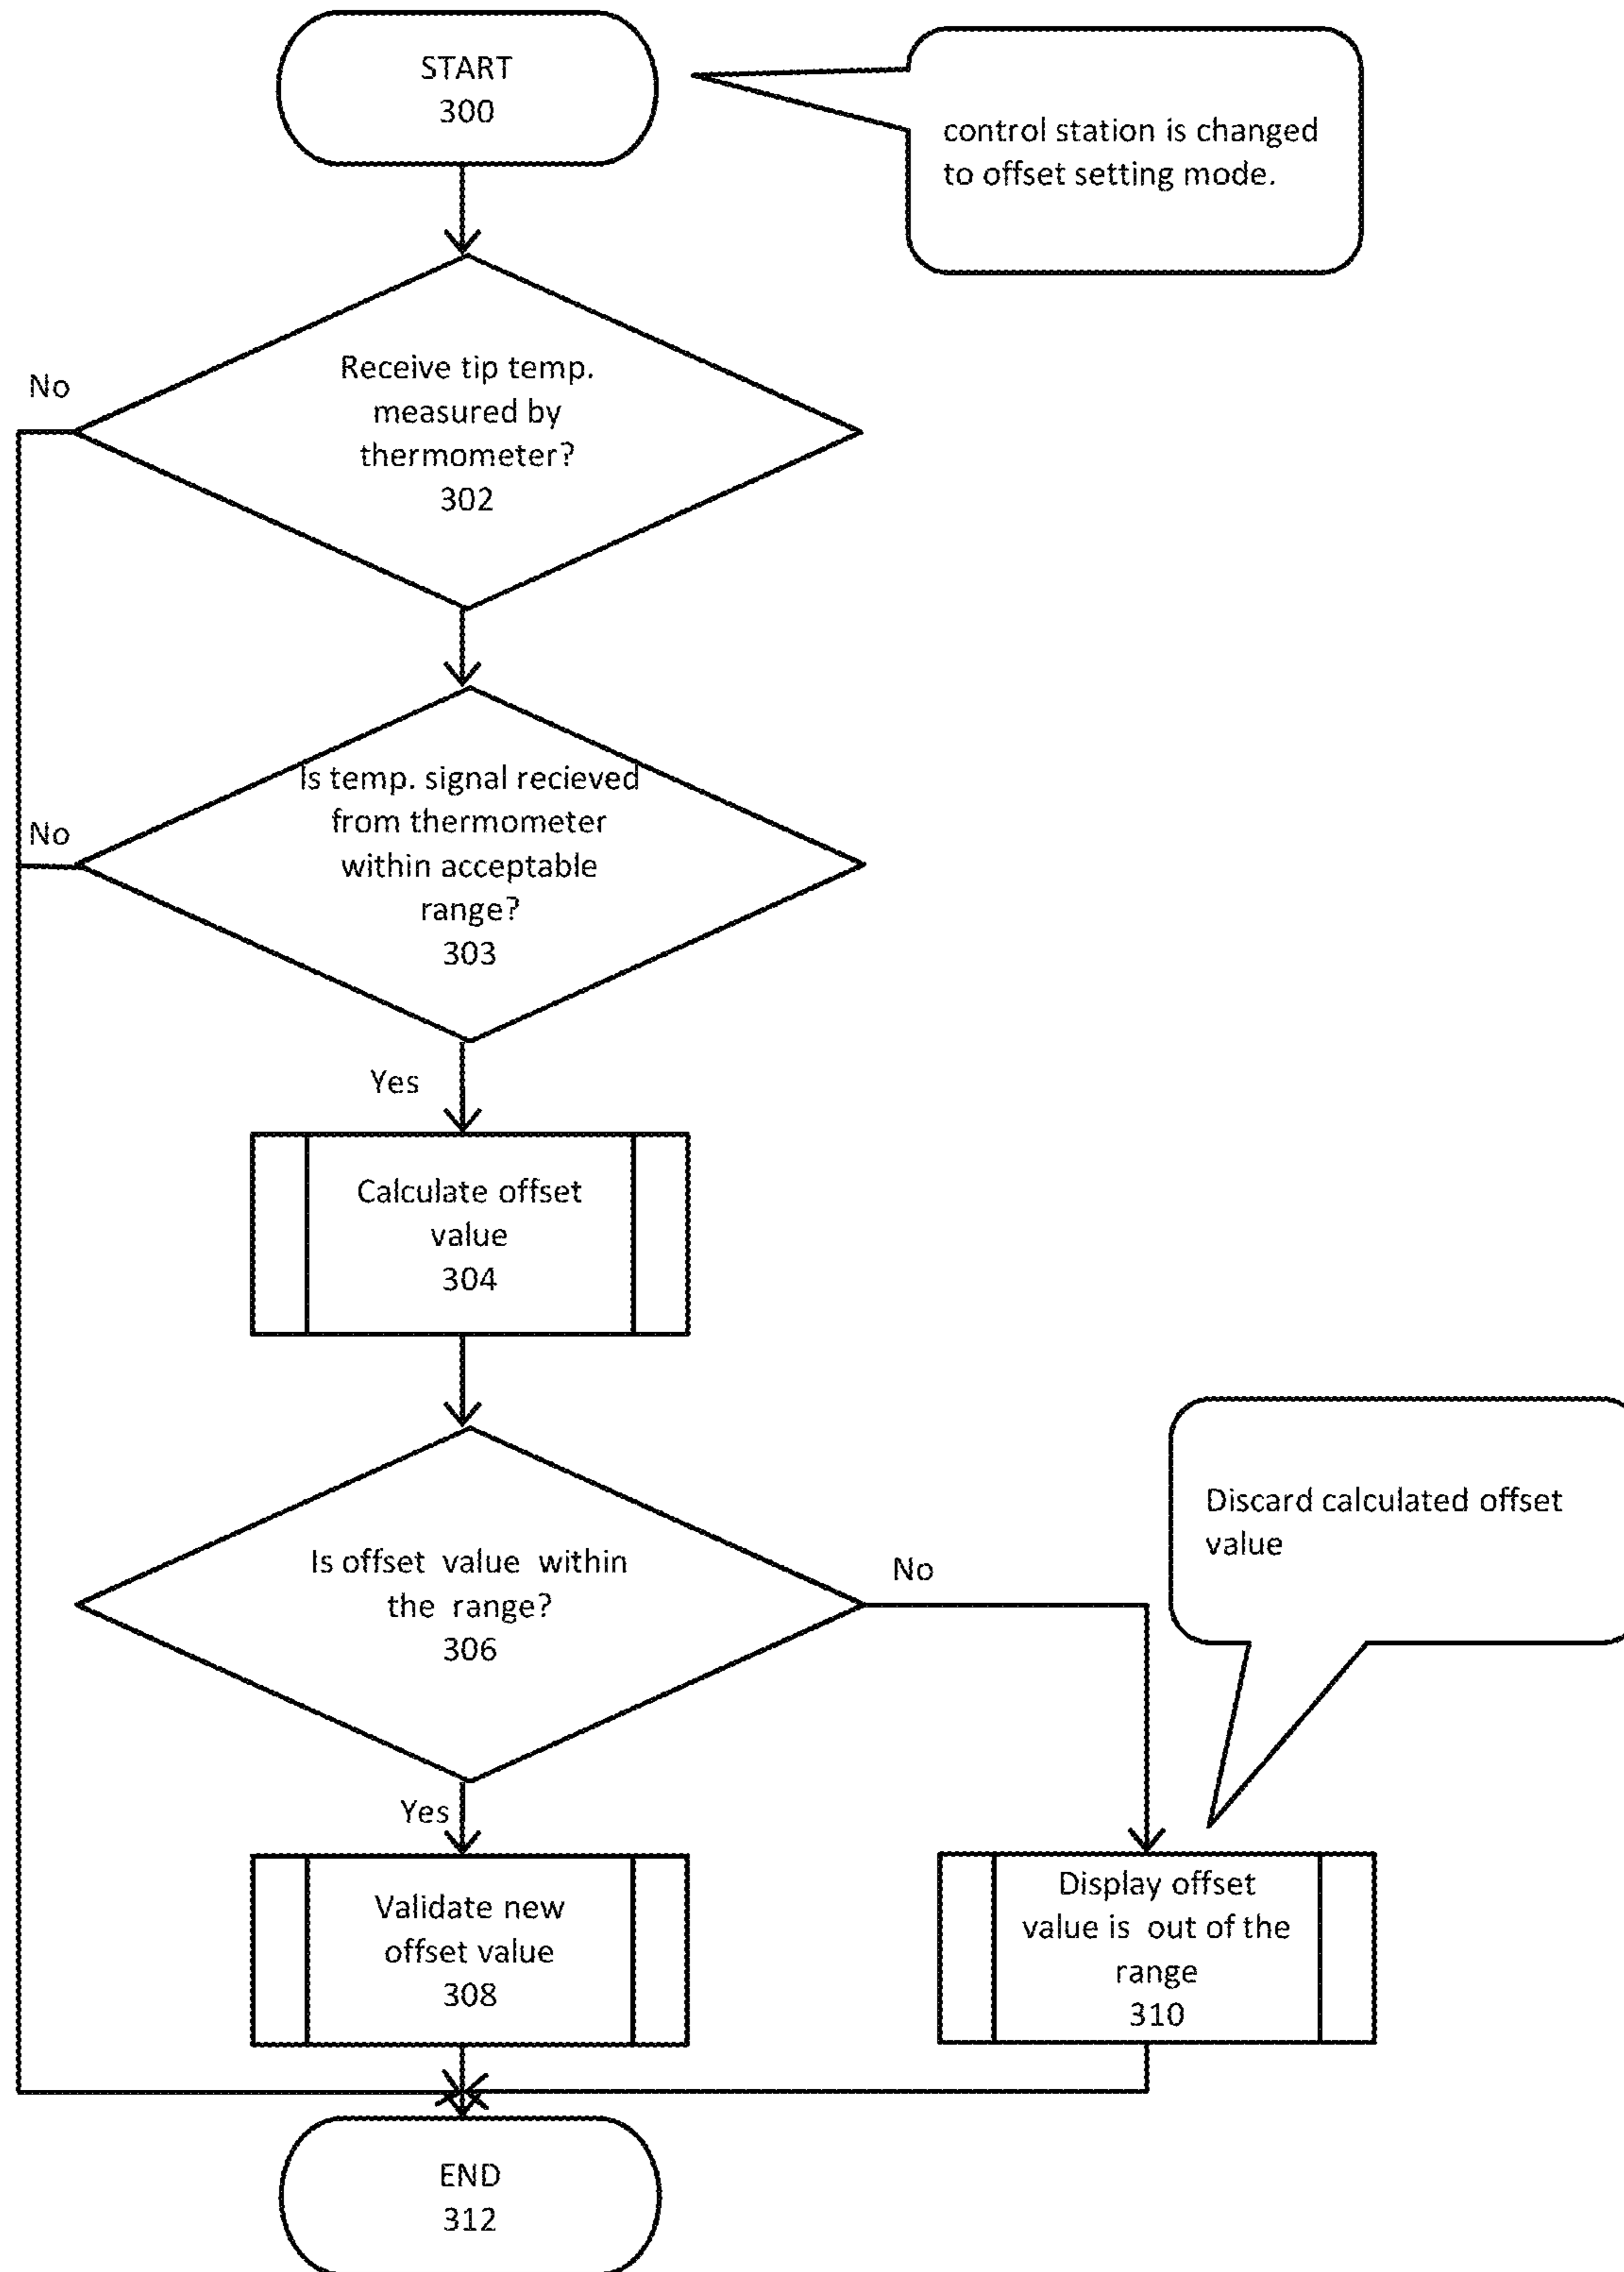 START
300
control station is changed
to offset setting mode.
No
Receive tip temp.
measured by
thermometer?
302
No
Is temp. signal recieved
from thermometer
within acceptable
range?
303
Yes
Calculate offset
value
304
Discard calculated offset
value
Is offset value within
the range?
306
No
Yes
Validate new
offset value
308
Display offset
value is out of the
range
310
END
312